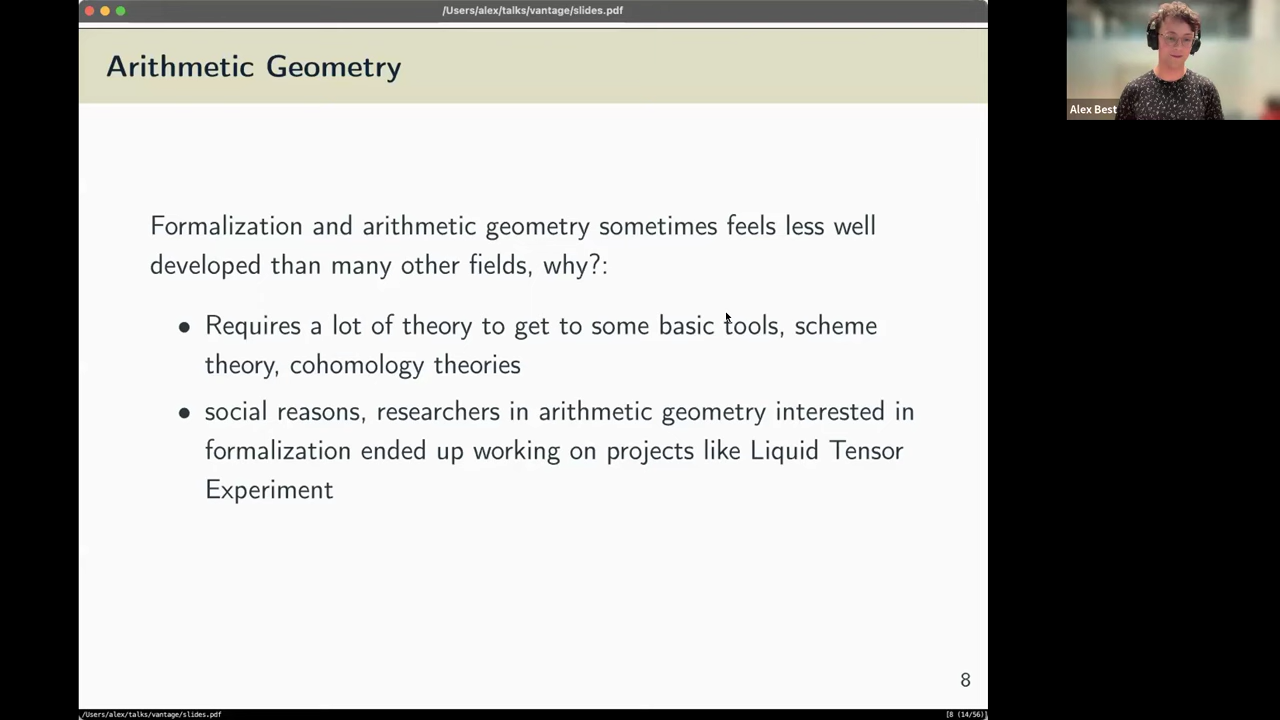 /Users/alex/talks/vantage/slides.pdf
Arithmetic Geometry
Alex Best
Formalization and arithmetic geometry sometimes feels less well
developed than many other fields, why?:
• Requires a lot of theory to get to some basic tools, scheme
theory, cohomology theories
• social reasons, researchers in arithmetic geometry interested in
formalization ended up working on projects like Liquid Tensor
Experiment
8
/Users/alex/talks/vantage/slides.pdf
[8 (14/56)]